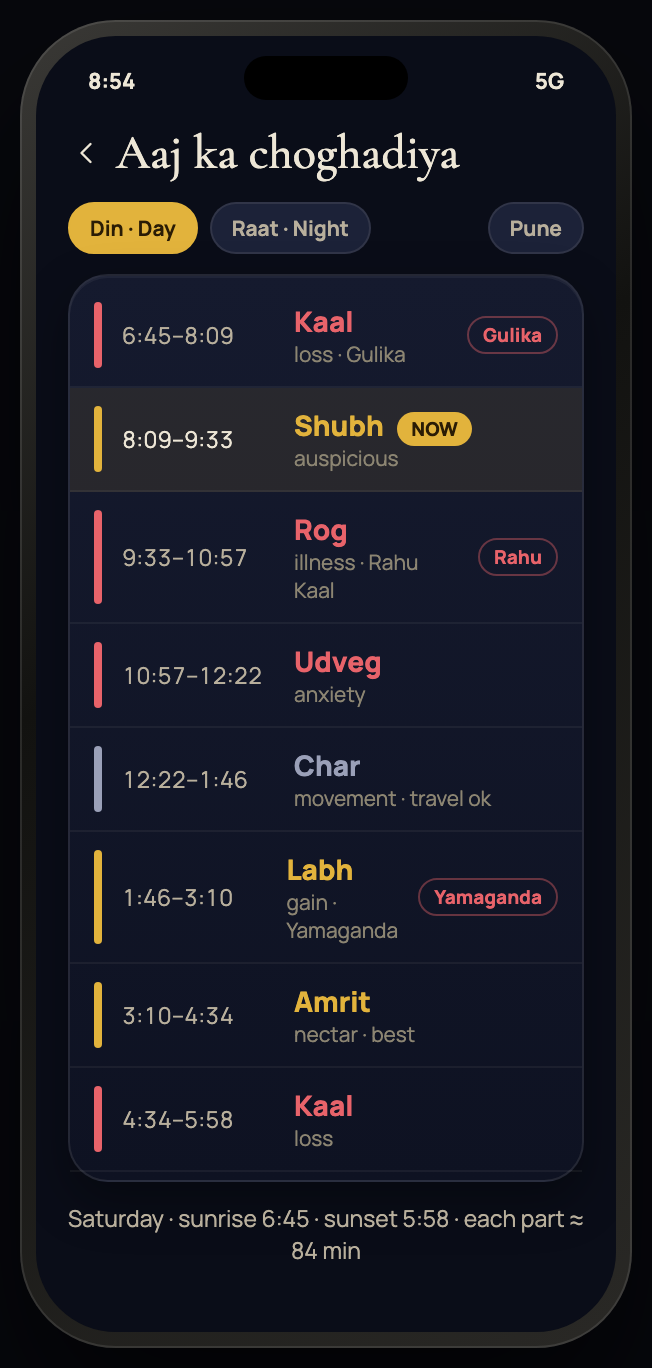 8:54
5G
Aaj ka choghadiya
Din · Day
Raat · Night
Pune
6:45–8:09
Kaal
loss · Gulika
Gulika
8:09–9:33
Shubh
NOW
auspicious
9:33–10:57
Rog
illness · Rahu
Kaal
Rahu
10:57–12:22
Udveg
anxiety
12:22–1:46
Char
movement · travel ok
1:46–3:10
Labh
gain ·
Yamaganda
Yamaganda
3:10–4:34
Amrit
nectar · best
4:34–5:58
Kaal
loss
Saturday · sunrise 6:45 · sunset 5:58 · each part ≈
84 min